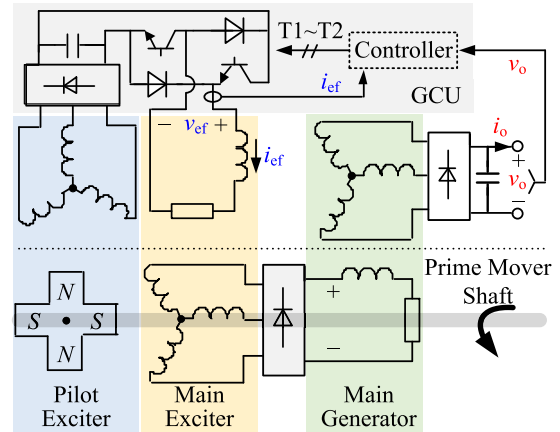 T1~T2
Controller
v_o
i_ef
GCU
− v_ef +
i_ef
i_o
+
v_o
−
N
S S
N
+
−
Prime Mover
Shaft
Pilot
Exciter
Main
Exciter
Main
Generator